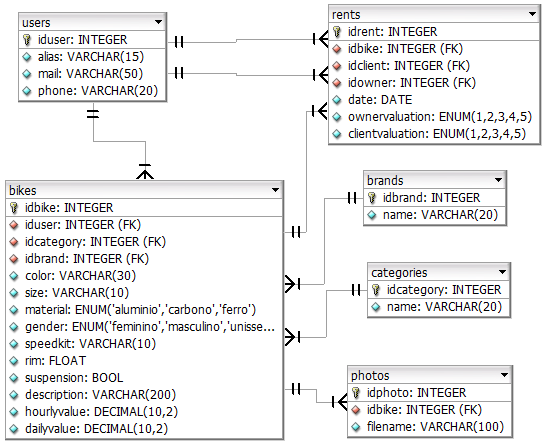 users
iduser: INTEGER
alias: VARCHAR(15)
mail: VARCHAR(50)
phone: VARCHAR(20)
rents
idrent: INTEGER
idbike: INTEGER (FK)
idclient: INTEGER (FK)
idowner: INTEGER (FK)
date: DATE
ownervaluation: ENUM(1,2,3,4,5)
clientvaluation: ENUM(1,2,3,4,5)
bikes
idbike: INTEGER
iduser: INTEGER (FK)
idcategory: INTEGER (FK)
idbrand: INTEGER (FK)
color: VARCHAR(30)
size: VARCHAR(10)
material: ENUM('aluminio','carbono','ferro')
gender: ENUM('feminino','masculino','unisse...
speedkit: VARCHAR(10)
rim: FLOAT
suspension: BOOL
description: VARCHAR(200)
hourlyvalue: DECIMAL(10,2)
dailyvalue: DECIMAL(10,2)
brands
idbrand: INTEGER
name: VARCHAR(20)
categories
idcategory: INTEGER
name: VARCHAR(20)
photos
idphoto: INTEGER
idbike: INTEGER (FK)
filename: VARCHAR(100)